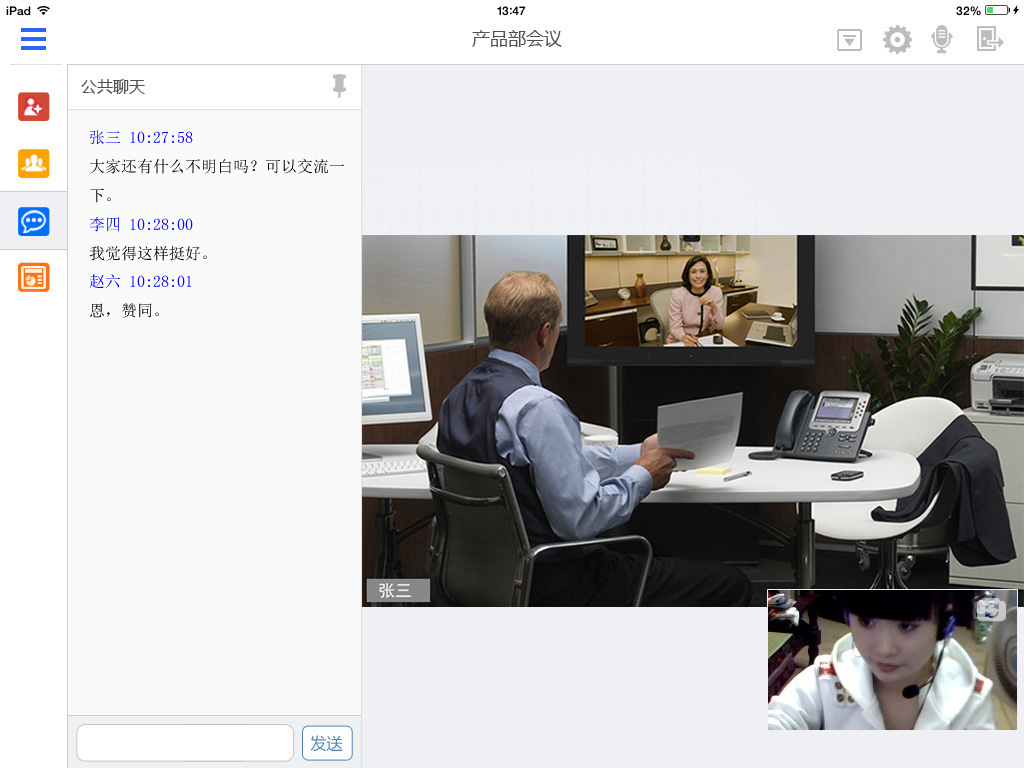 iPad 13:47 32%
产品部会议
公共聊天
张三 10:27:58
大家还有什么不明白吗？可以交流一
下。
李四 10:28:00
我觉得这样挺好。
赵六 10:28:01
恩，赞同。
张三
发送